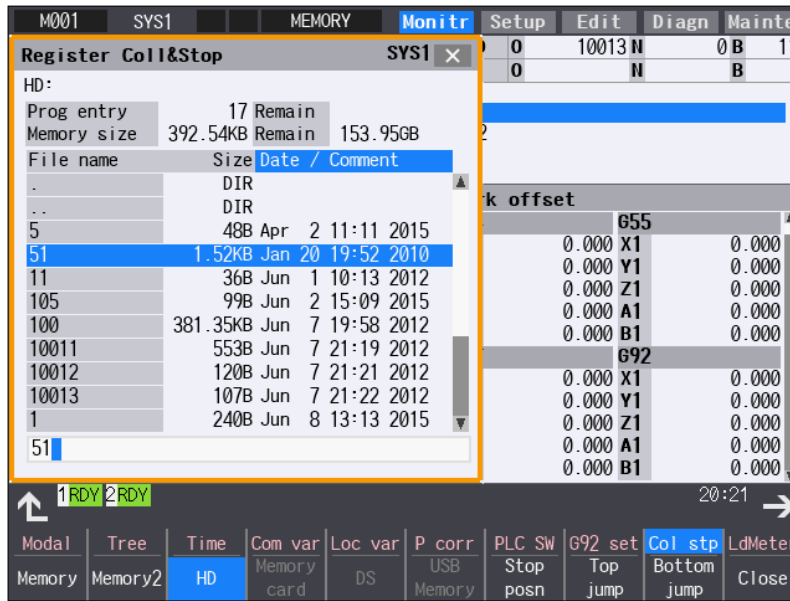 M001 SYS1 MEMORY Monitr Setup Edit Diagn Mainte
Register Coll&Stop SYS1 ×
O 10013 N 0 B 1
O N B
HD:
Prog entry 17 Remain
Memory size 392.54KB Remain 153.95GB
File name Size Date / Comment
. DIR
.. DIR
5 48B Apr 2 11:11 2015
51 1.52KB Jan 20 19:52 2010
11 36B Jun 1 10:13 2012
105 99B Jun 2 15:09 2015
100 381.35KB Jun 7 19:58 2012
10011 553B Jun 7 21:19 2012
10012 120B Jun 7 21:21 2012
10013 107B Jun 7 21:22 2012
1 240B Jun 8 13:13 2015
51
rk offset
G55
0.000 X1 0.000
0.000 Y1 0.000
0.000 Z1 0.000
0.000 A1 0.000
0.000 B1 0.000
G92
0.000 X1 0.000
0.000 Y1 0.000
0.000 Z1 0.000
0.000 A1 0.000
0.000 B1 0.000
1 RDY 2 RDY 20:21
Modal Tree Time Com var Loc var P corr PLC SW G92 set Col stp LdMete
Memory Memory2 HD Memory card DS USB Memory Stop posn Top jump Bottom jump Close